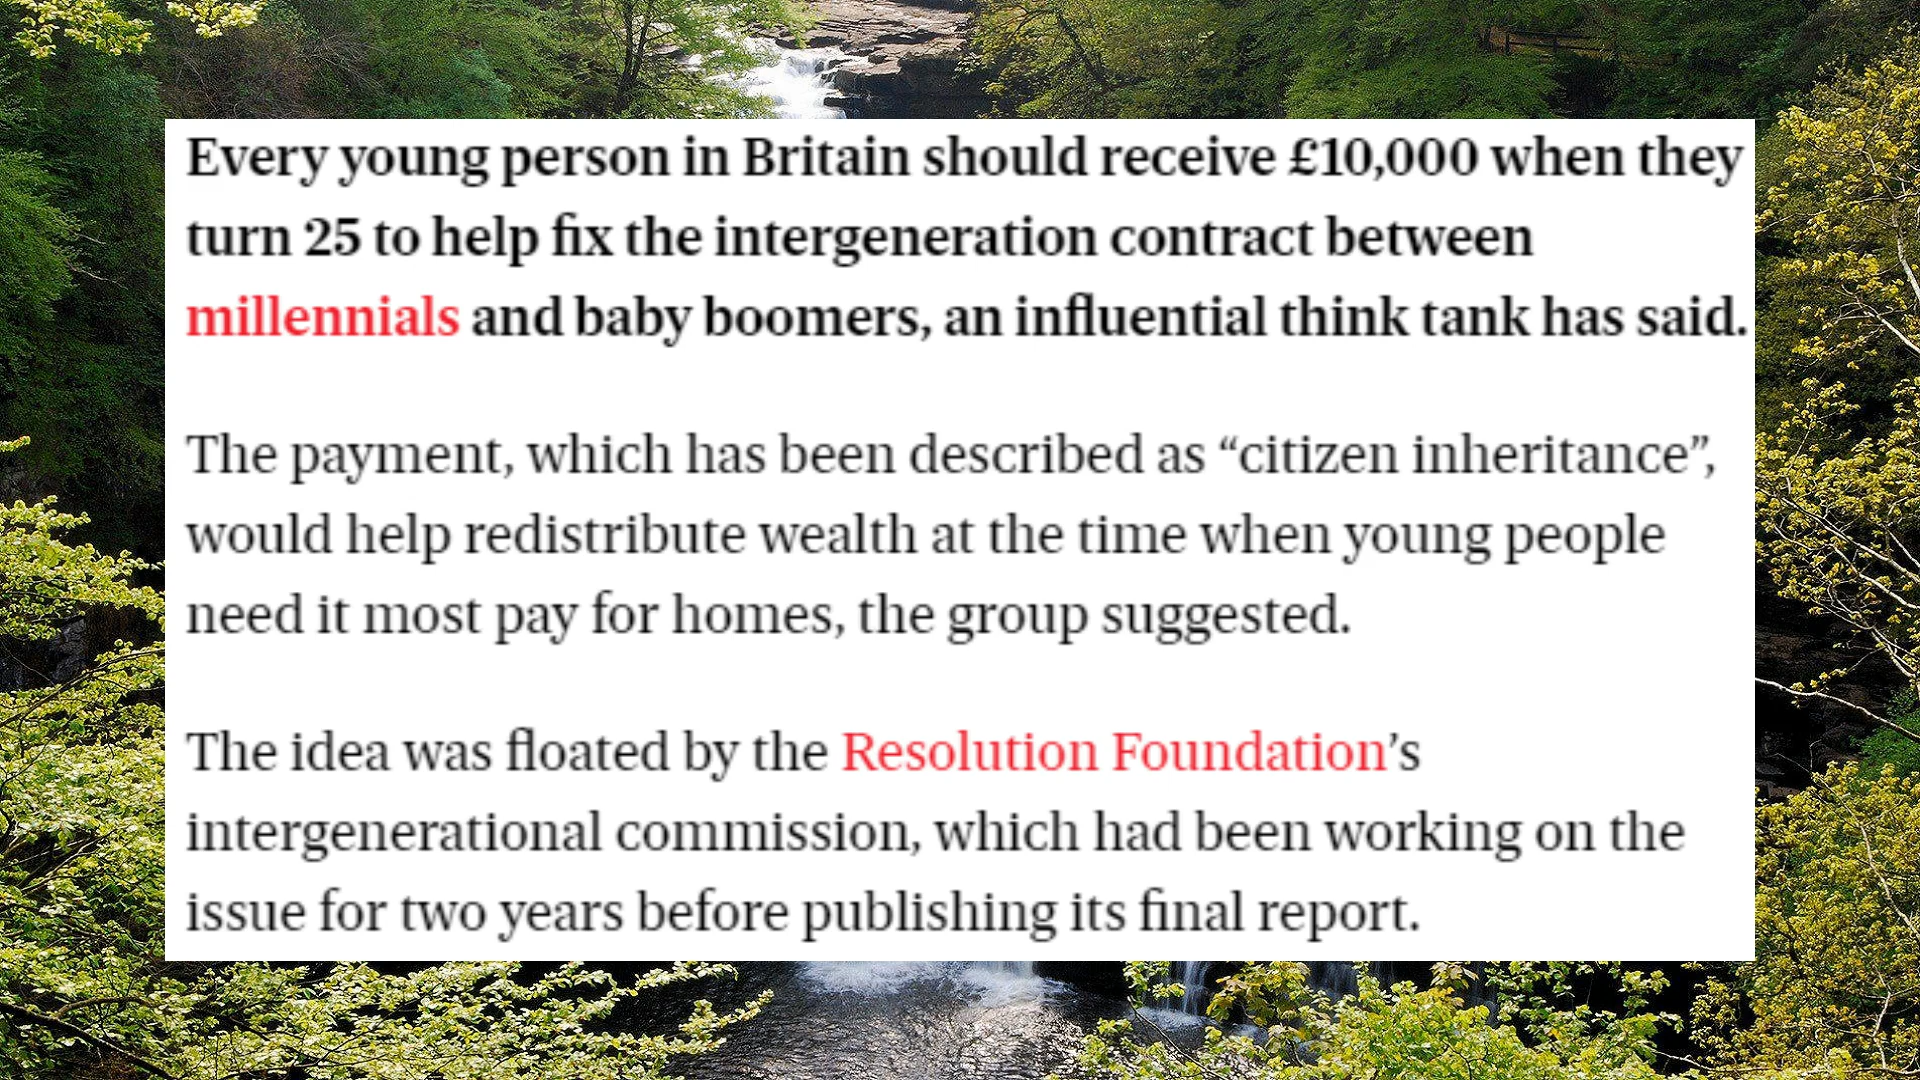 Every young person in Britain should receive £10,000 when they
turn 25 to help fix the intergeneration contract between
millennials and baby boomers, an influential think tank has said.
The payment, which has been described as “citizen inheritance”,
would help redistribute wealth at the time when young people
need it most pay for homes, the group suggested.
The idea was floated by the Resolution Foundation’s
intergenerational commission, which had been working on the
issue for two years before publishing its final report.